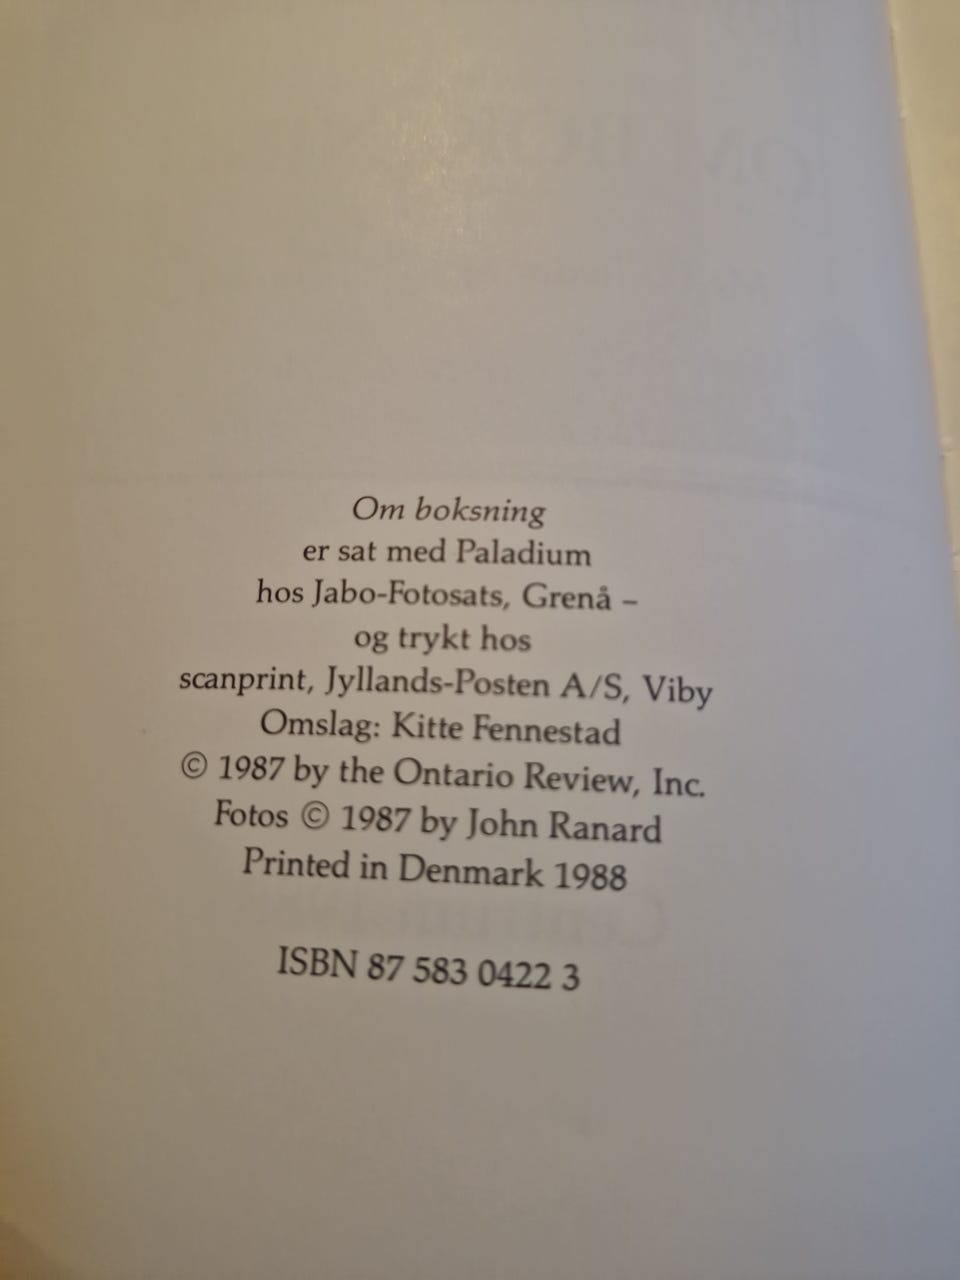 Om boksning
er sat med Paladium
hos Jabo-Fotosats, Grenå –
og trykt hos
scanprint, Jyllands-Posten A/S, Viby
Omslag: Kitte Fennestad
© 1987 by the Ontario Review, Inc.
Fotos © 1987 by John Ranard
Printed in Denmark 1988
ISBN 87 583 0422 3